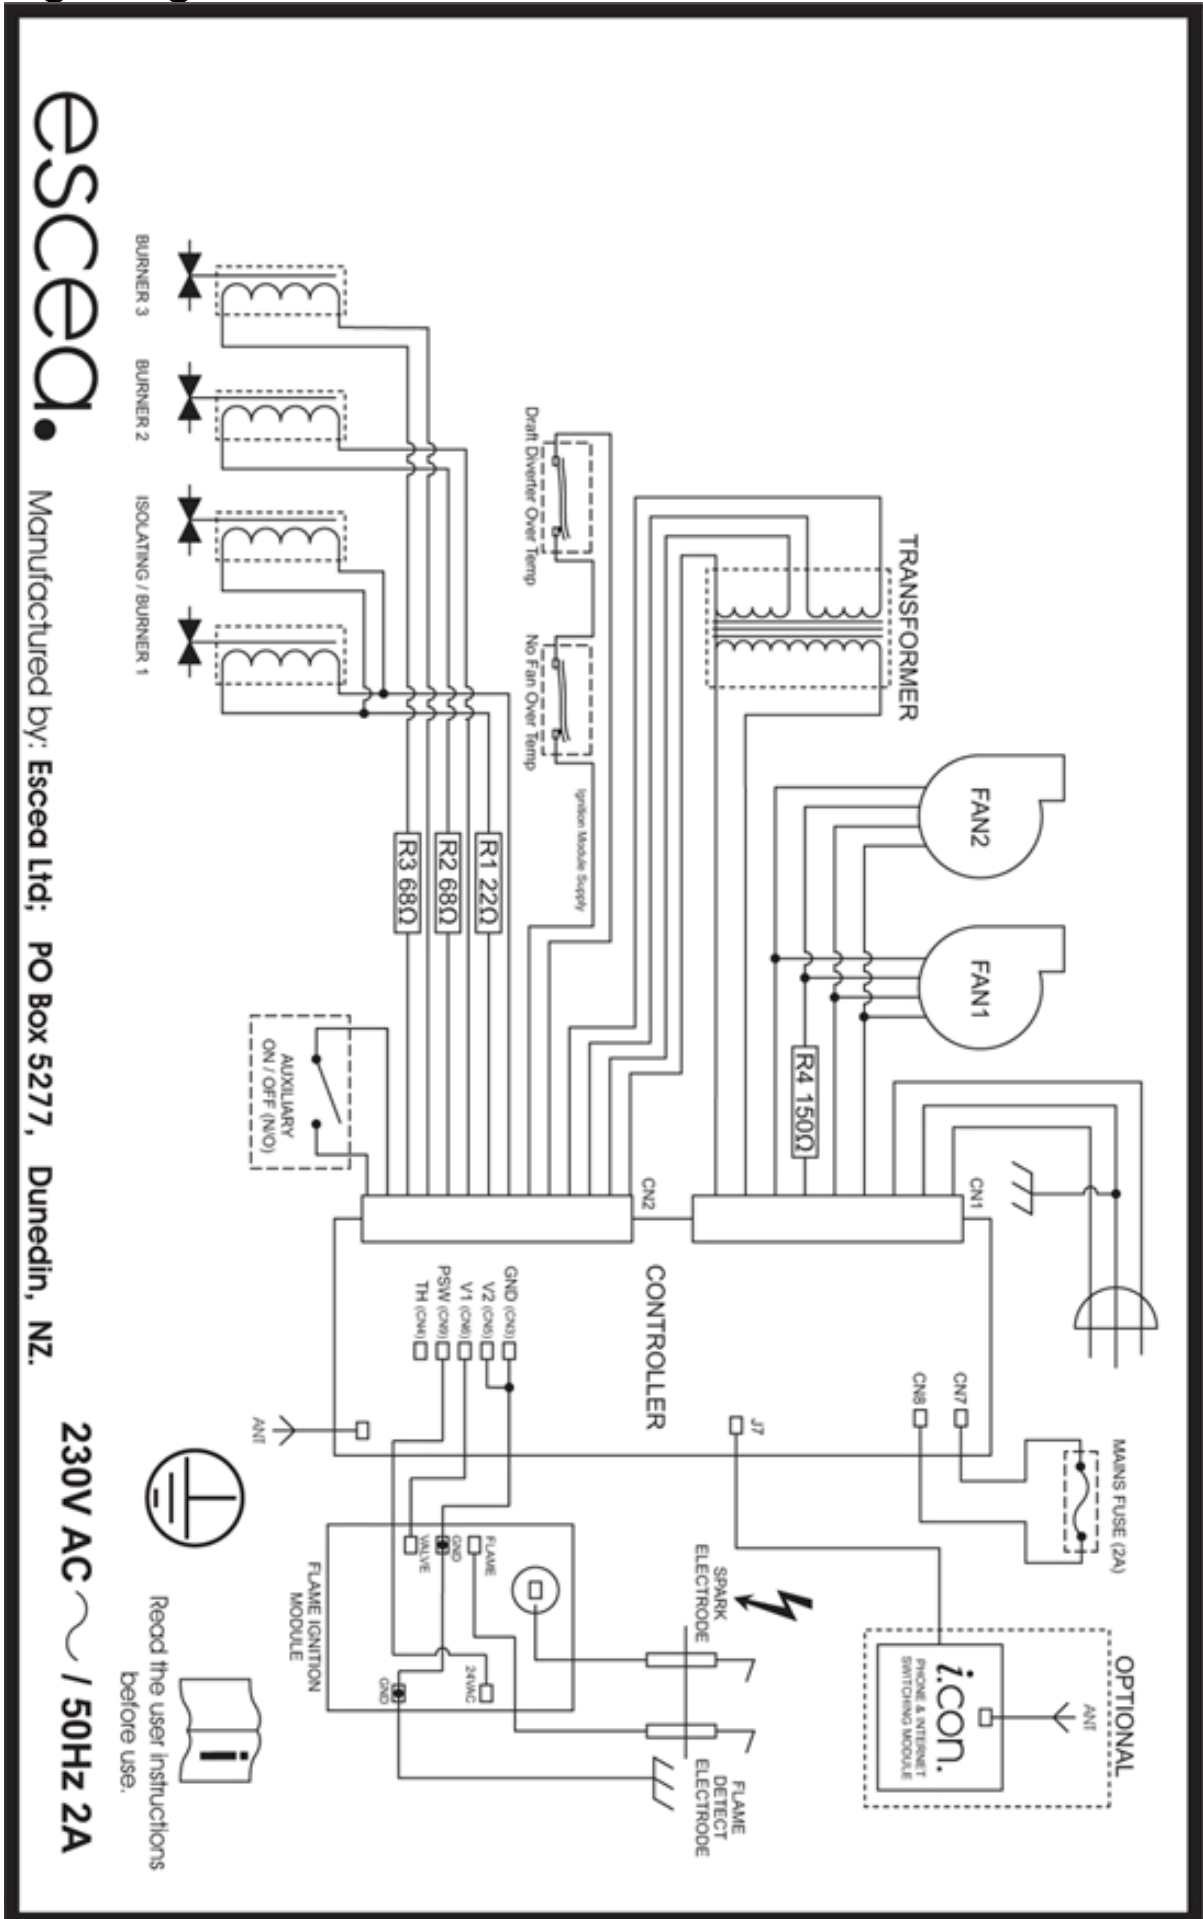 OPTIONAL
ANT
i.con.
PHONE & INTERNET
SWITCHING MODULE
MAINS FUSE (2A)
CN7
CN8
J7
CN1
CN2
FAN2
FAN1
R4 150Ω
TRANSFORMER
CONTROLLER
SPARK
ELECTRODE
FLAME
DETECT
ELECTRODE
Draft Diverter Over Temp
No Fan Over Temp
Ignition Module Supply
GND (CN3)
V2 (CN5)
V1 (CN6)
PSW (CN9)
TH (CN4)
FLAME
GND
VALVE
24VAC
GND
FLAME IGNITION
MODULE
R1 22Ω
R2 68Ω
R3 68Ω
AUXILIARY
ON / OFF (N/O)
ANT
BURNER 3
BURNER 2
ISOLATING / BURNER 1
Read the user instructions
before use.
escea.
Manufactured by: Escea Ltd; PO Box 5277, Dunedin, NZ.
230V AC / 50Hz 2A